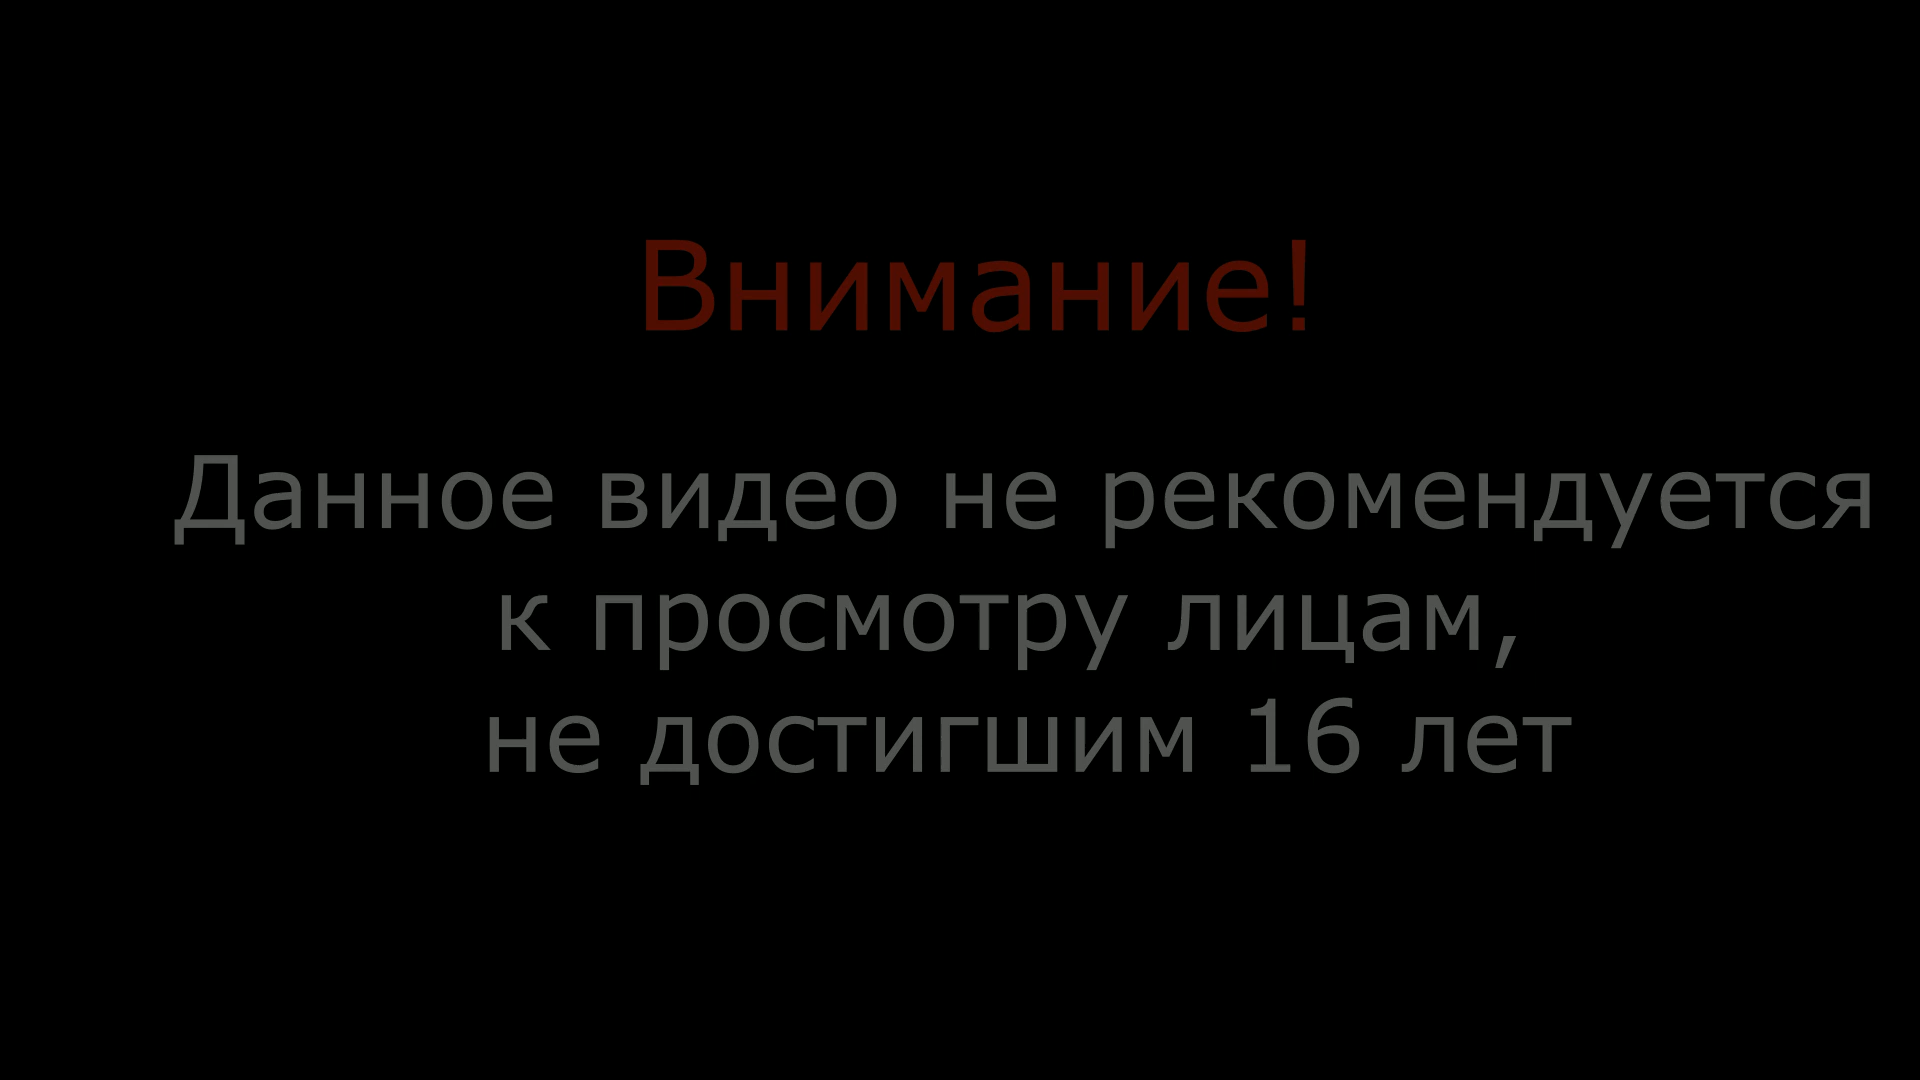 Внимание!
Данное видео не рекомендуется
к просмотру лицам,
не достигшим 16 лет